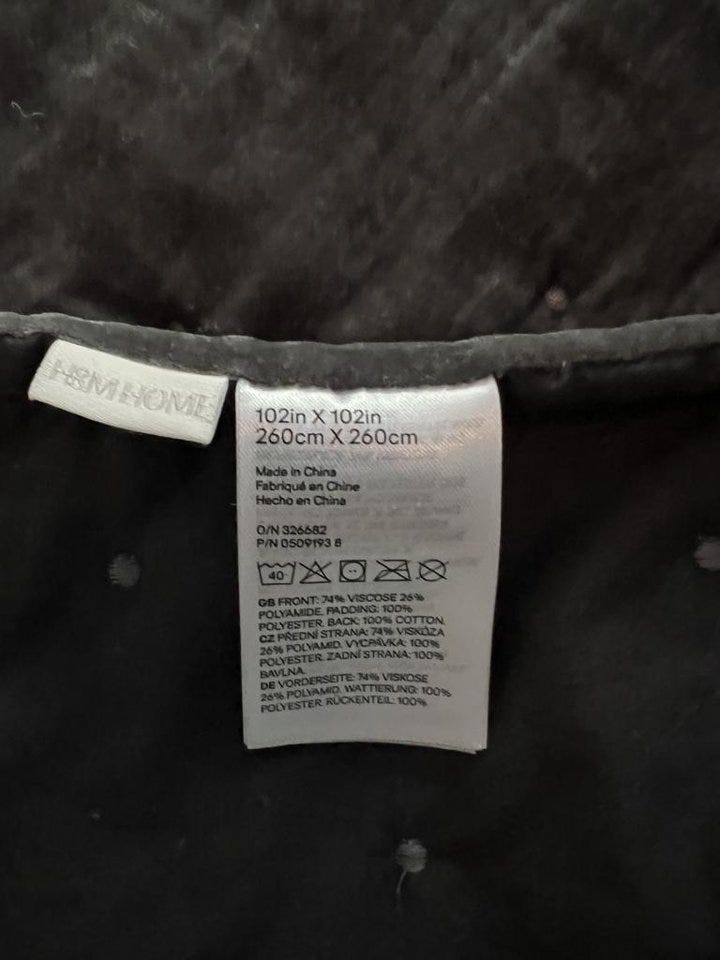 H&M HOME
102in X 102in
260cm X 260cm
Made in China
Fabriqué en Chine
Hecho en China
O/N 326682
P/N 0509193 8
40
GB FRONT: 74% VISCOSE 26%
POLYAMIDE. PADDING: 100%
POLYESTER. BACK: 100% COTTON.
CZ PŘEDNÍ STRANA: 74% VISKÓZA
26% POLYAMID. VYCPÁVKA: 100%
POLYESTER. ZADNÍ STRANA: 100%
BAVLNA.
DE VORDERSEITE: 74% VISKOSE
26% POLYAMID. WATTIERUNG: 100%
POLYESTER. RÜCKENTEIL: 100%